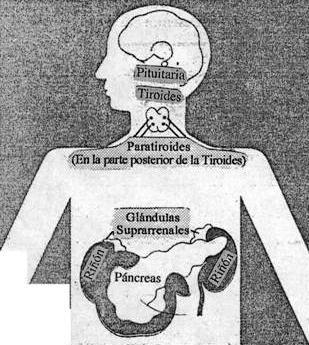 Pituitaria
Tiroides
Paratiroides
(En la parte posterior de la Tiroides)
Glándulas
Suprarrenales
Riñón
Páncreas
Riñón